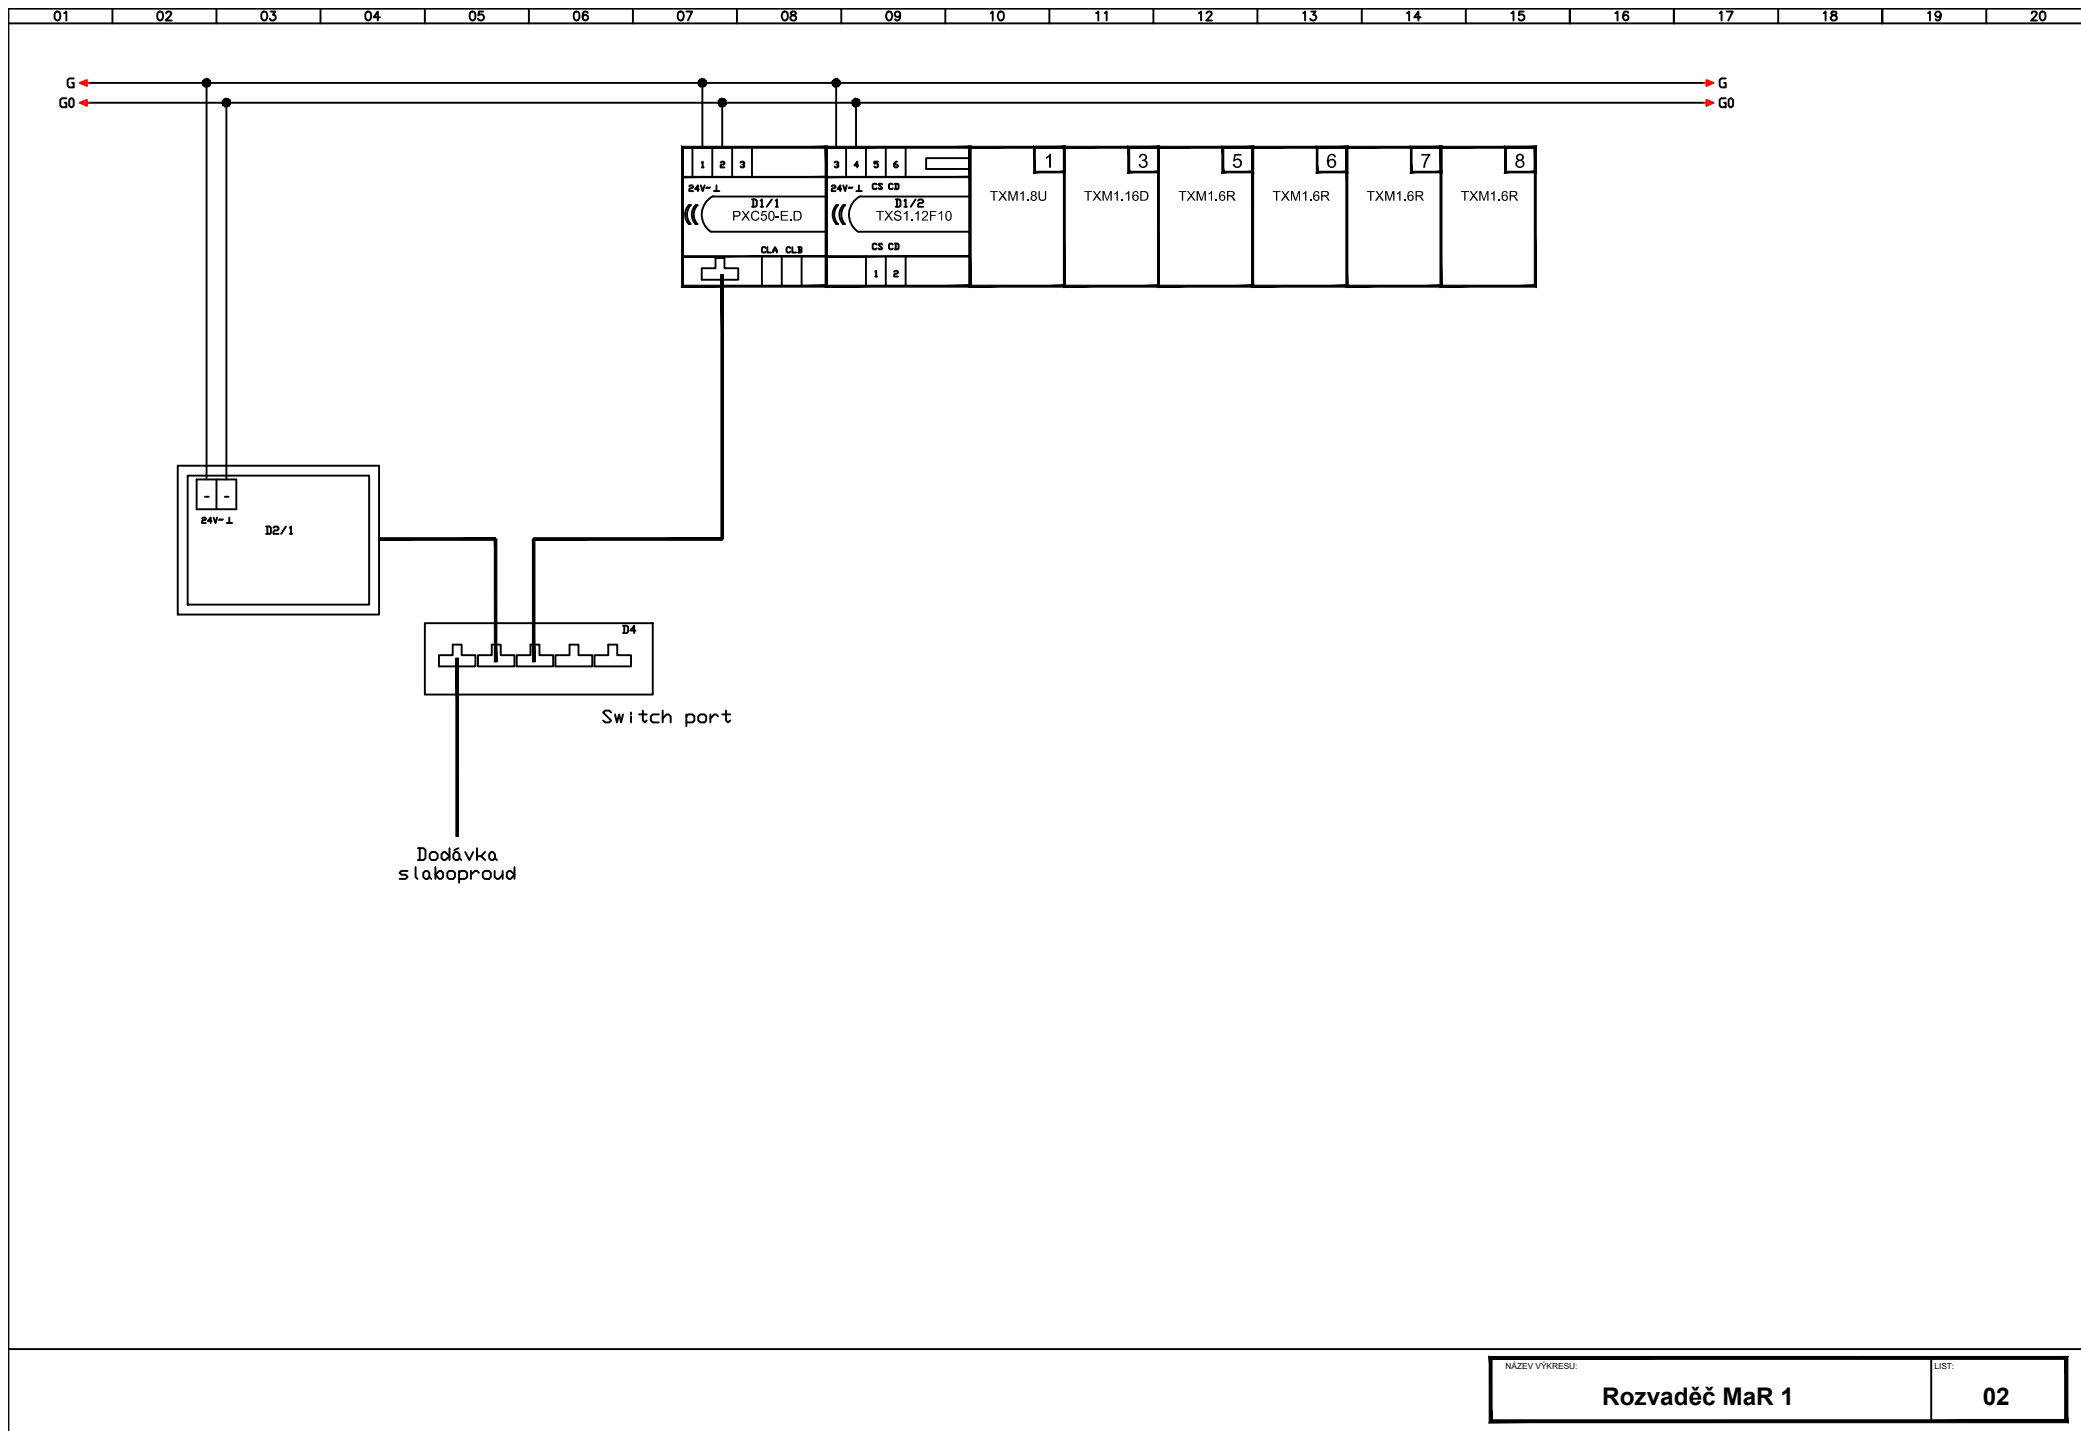 01 02 03 04 05 06 07 08 09 10 11 12 13 14 15 16 17 18 19 20
G G
G0 G0
1 2 3 3 4 5 6 1 3 5 6 7 8
24V~ ⊥ 24V~ ⊥ CS CD
TXM1.8U TXM1.16D TXM1.6R TXM1.6R TXM1.6R TXM1.6R
D1/1 D1/2
PXC50-E.D TXS1.12F10
CLA CLB CS CD
1 2
- -
24V~ ⊥
D2/1
D4
Switch port
Dodávka
slaboproud
NÁZEV VÝKRESU: LIST:
Rozvaděč MaR 1 02